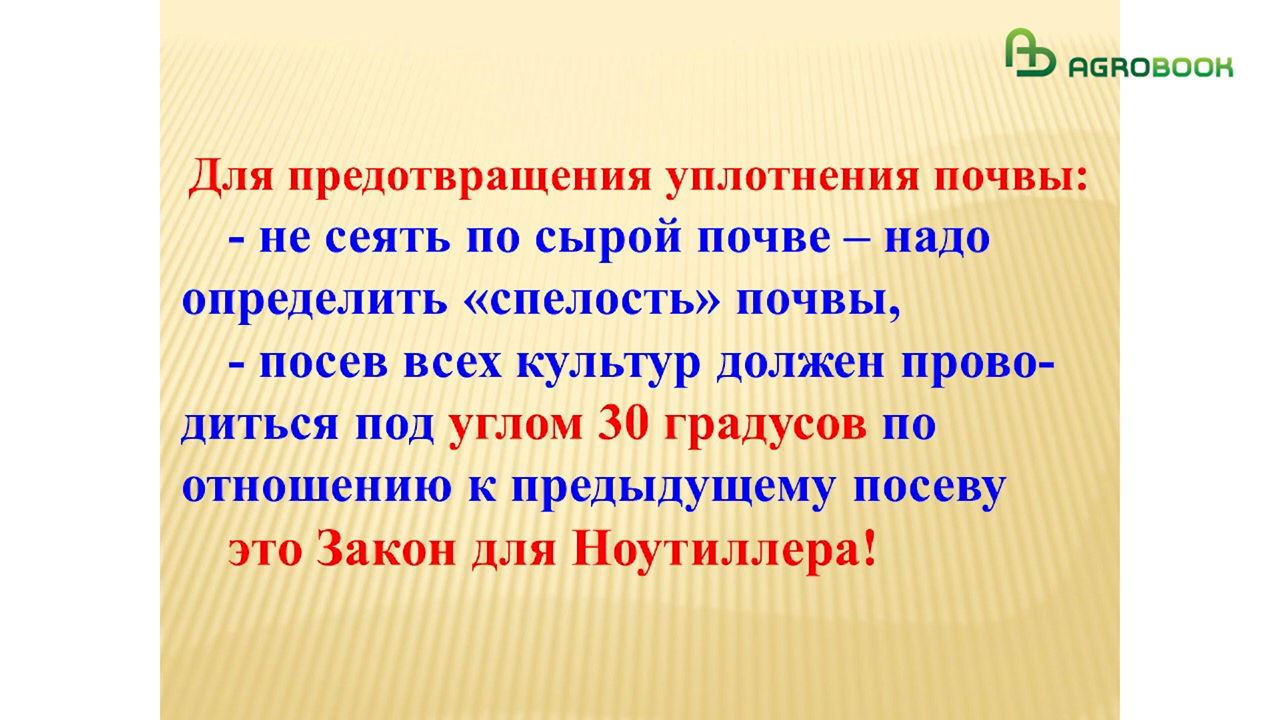 AGROBOOK
Для предотвращения уплотнения почвы:
- не сеять по сырой почве – надо
определить «спелость» почвы,
- посев всех культур должен прово-
диться под углом 30 градусов по
отношению к предыдущему посеву
это Закон для Ноутиллера!